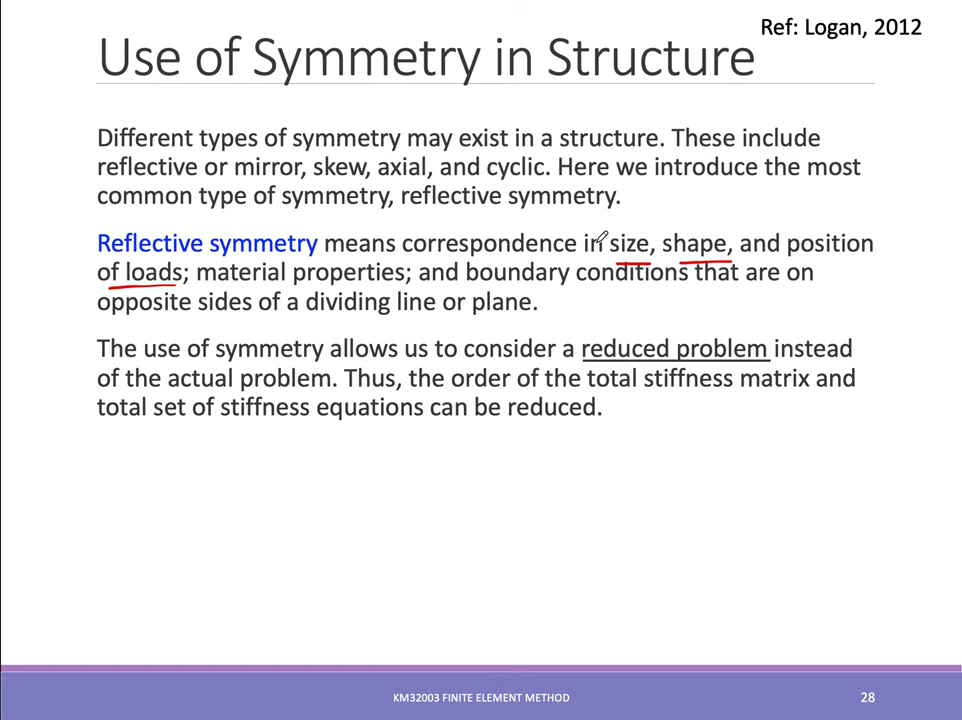 Ref: Logan, 2012
Use of Symmetry in Structure
Different types of symmetry may exist in a structure. These include
reflective or mirror, skew, axial, and cyclic. Here we introduce the most
common type of symmetry, reflective symmetry.
Reflective symmetry means correspondence in size, shape, and position
of loads; material properties; and boundary conditions that are on
opposite sides of a dividing line or plane.
The use of symmetry allows us to consider a reduced problem instead
of the actual problem. Thus, the order of the total stiffness matrix and
total set of stiffness equations can be reduced.
KM32003 FINITE ELEMENT METHOD
28